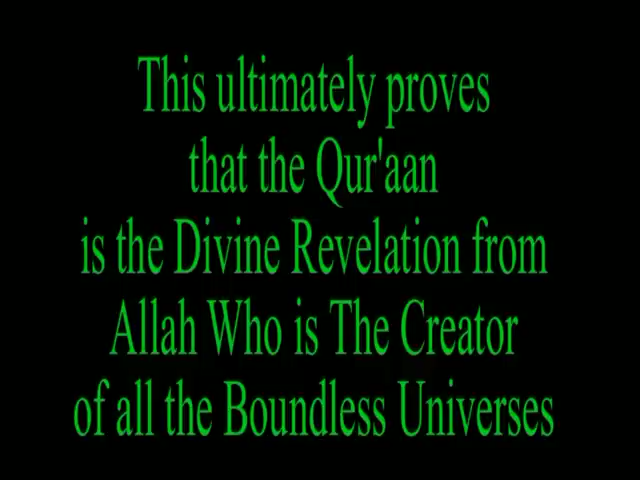 This ultimately proves
that the Qur'aan
is the Divine Revelation from
Allah Who is The Creator
of all the Boundless Universes